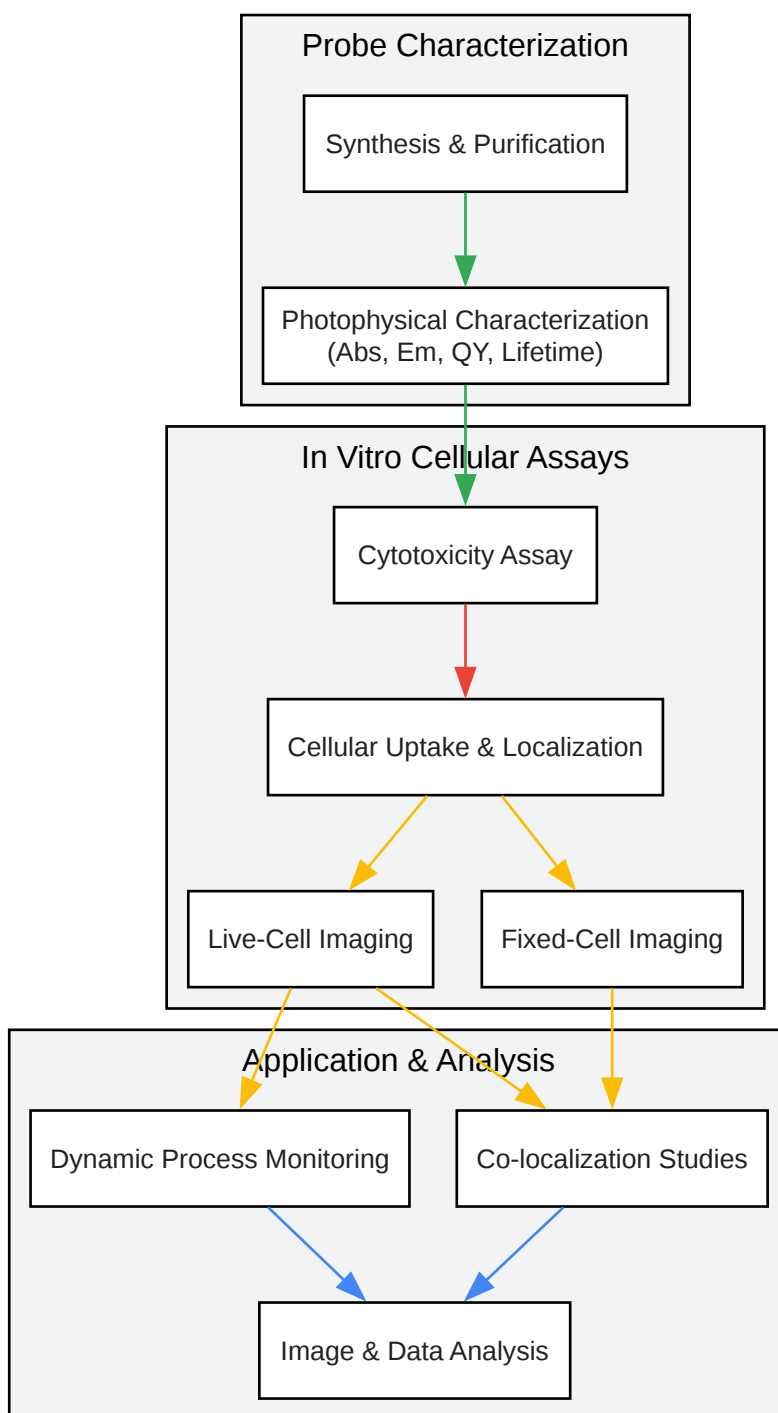 Probe Characterization
Synthesis & Purification
Photophysical Characterization
(Abs, Em, QY, Lifetime)
In Vitro Cellular Assays
Cytotoxicity Assay
Cellular Uptake & Localization
Live-Cell Imaging
Fixed-Cell Imaging
Application & Analysis
Dynamic Process Monitoring
Co-localization Studies
Image & Data Analysis